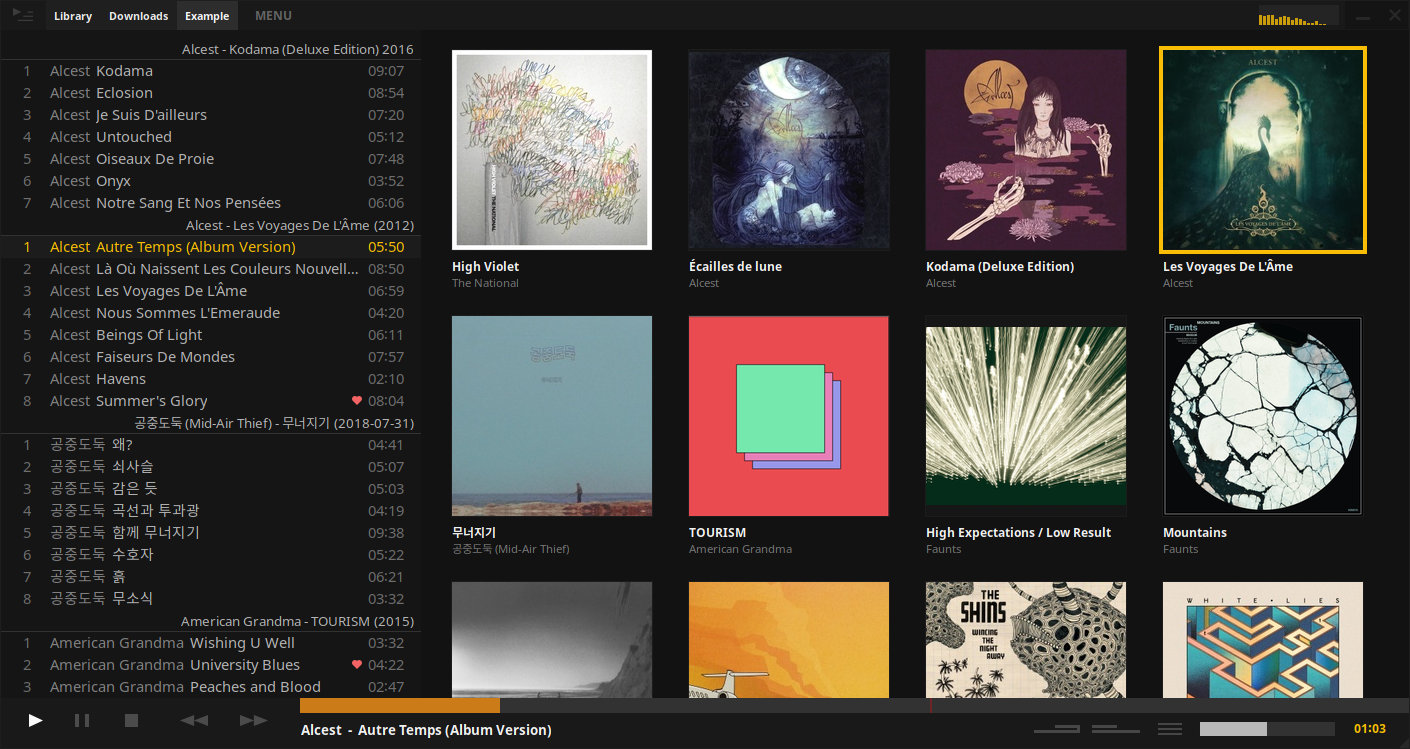 Library Downloads Example MENU
Alcest - Kodama (Deluxe Edition) 2016
1 Alcest Kodama 09:07
2 Alcest Eclosion 08:54
3 Alcest Je Suis D'ailleurs 07:20
4 Alcest Untouched 05:12
5 Alcest Oiseaux De Proie 07:48
6 Alcest Onyx 03:52
7 Alcest Notre Sang Et Nos Pensées 06:06
Alcest - Les Voyages De L'Âme (2012)
1 Alcest Autre Temps (Album Version) 05:50
2 Alcest Là Où Naissent Les Couleurs Nouvell... 08:50
3 Alcest Les Voyages De L'Âme 06:59
4 Alcest Nous Sommes L'Emeraude 04:20
5 Alcest Beings Of Light 06:11
6 Alcest Faiseurs De Mondes 07:57
7 Alcest Havens 02:10
8 Alcest Summer's Glory 08:04
공중도둑 (Mid-Air Thief) - 무너지기 (2018-07-31)
1 공중도둑 왜? 04:41
2 공중도둑 쇠사슬 05:07
3 공중도둑 감은 듯 05:03
4 공중도둑 곡선과 투과광 04:19
5 공중도둑 함께 무너지기 09:38
6 공중도둑 수호자 05:22
7 공중도둑 흙 06:21
8 공중도둑 무소식 03:32
American Grandma - TOURISM (2015)
1 American Grandma Wishing U Well 03:32
2 American Grandma University Blues 04:22
3 American Grandma Peaches and Blood 02:47
HIGH VIOLET THE NATIONAL
Alcest
Alcest
ALCEST
LES VOYAGES DE L'ÂME
High Violet
The National
Écailles de lune
Alcest
Kodama (Deluxe Edition)
Alcest
Les Voyages De L'Âme
Alcest
공중도둑
Faunts
MOUNTAINS
무너지기
공중도둑 (Mid-Air Thief)
TOURISM
American Grandma
High Expectations / Low Result
Faunts
Mountains
Faunts
THE
SHINS
WINCING
THE
NIGHT
AWAY
WHITE • LIES
Alcest - Autre Temps (Album Version)
01:03